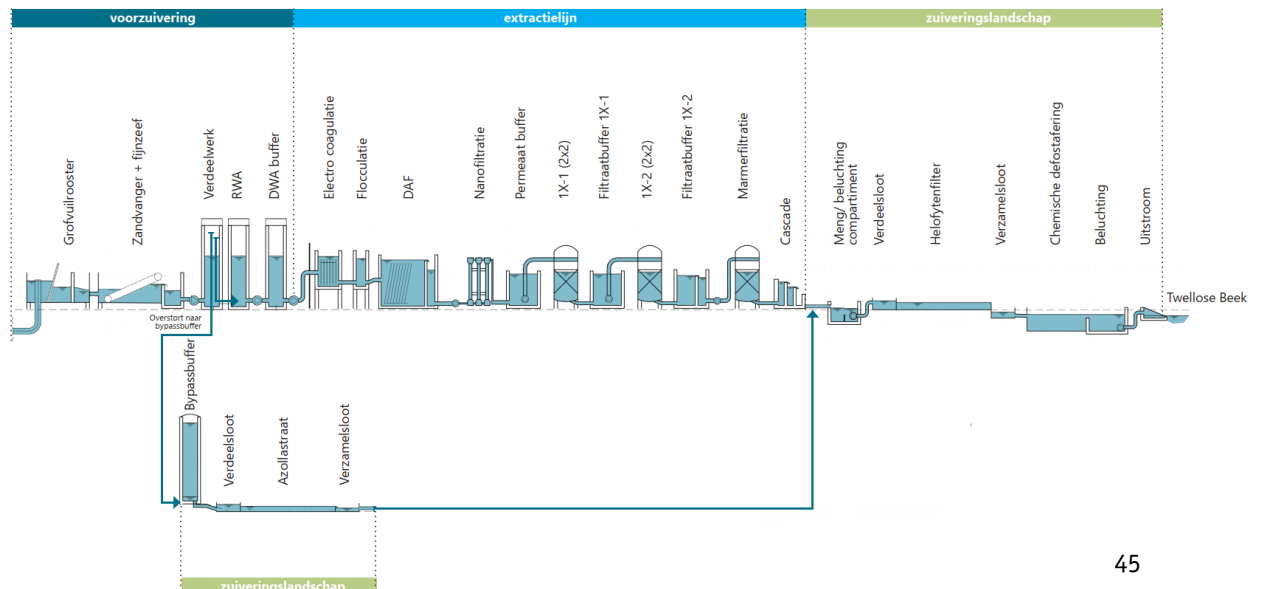 voorzuivering
extractielijn
zuiveringslandschap
Grofvuilrooster
Zandvanger + fijnzeef
Verdeelwerk
RWA
DWA buffer
Electro coagulatie
Flocculatie
DAF
Nanofiltratie
Permeaat buffer
1X-1 (2x2)
Filtraatbuffer 1X-1
1X-2 (2x2)
Filtraatbuffer 1X-2
Marmerfiltratie
Cascade
Meng/ beluchting
compartiment
Verdeelsloot
Helofytenfilter
Verzamelsloot
Chemische defostafering
Beluchting
Uitstroom
Twellose Beek
Overstort naar
bypassbuffer
Bypassbuffer
Verdeelsloot
Azollastraat
Verzamelsloot
zuiveringslandschap
45